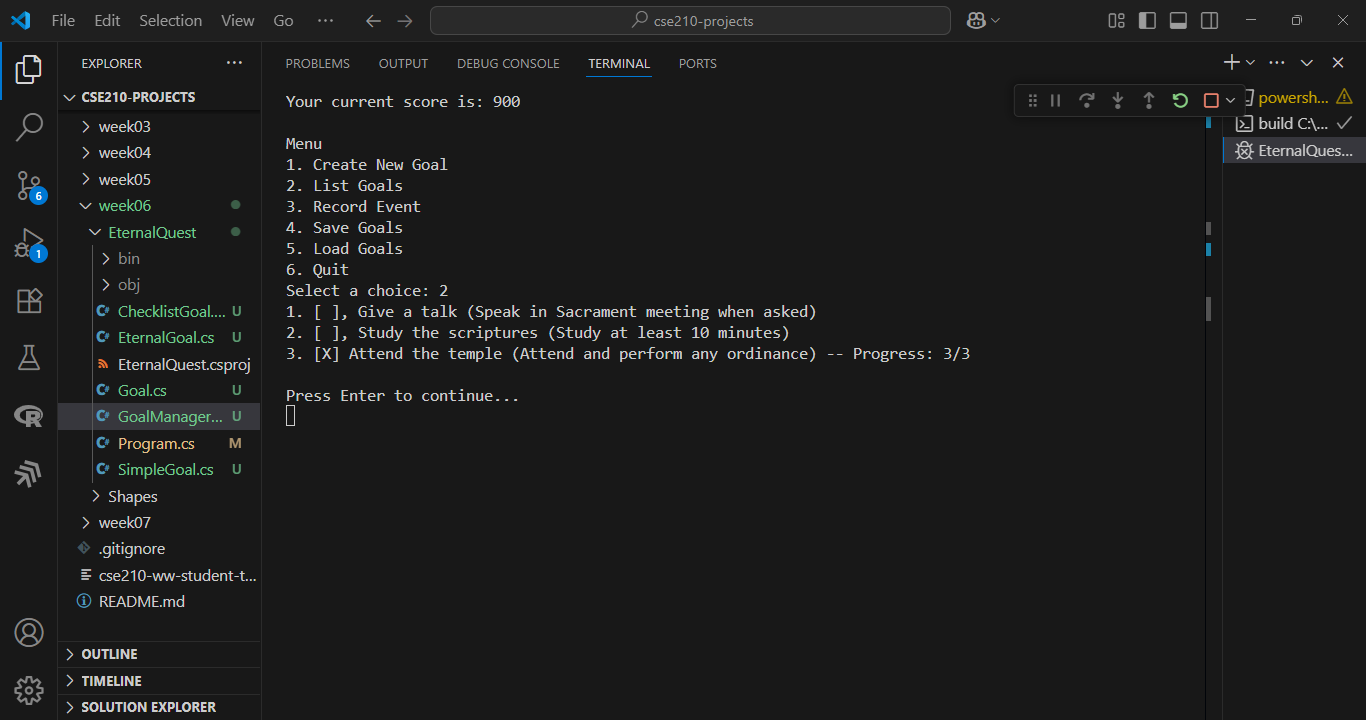 File Edit Selection View Go ··· cse210-projects
EXPLORER ···
CSE210-PROJECTS
week03
week04
week05
week06
EternalQuest
bin
obj
ChecklistGoal.... U
EternalGoal.cs U
EternalQuest.csproj
Goal.cs U
GoalManager... U
Program.cs M
SimpleGoal.cs U
Shapes
week07
.gitignore
cse210-ww-student-t...
README.md
OUTLINE
TIMELINE
SOLUTION EXPLORER
6
1
PROBLEMS OUTPUT DEBUG CONSOLE TERMINAL PORTS
Your current score is: 900
Menu
1. Create New Goal
2. List Goals
3. Record Event
4. Save Goals
5. Load Goals
6. Quit
Select a choice: 2
1. [ ], Give a talk (Speak in Sacrament meeting when asked)
2. [ ], Study the scriptures (Study at least 10 minutes)
3. [X] Attend the temple (Attend and perform any ordinance) -- Progress: 3/3
Press Enter to continue...
powersh...
build C:\...
EternalQues...